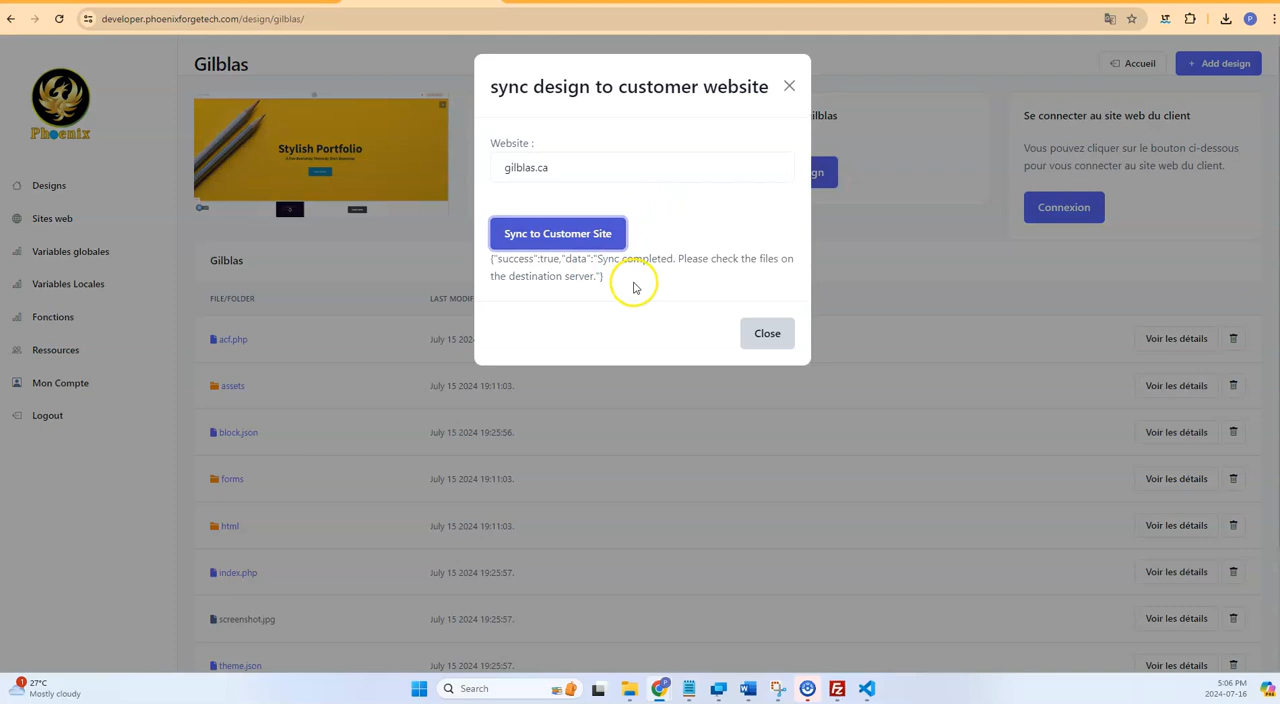 developer.phoenixforgetech.com/design/gilblas/
P
Phoenix
Designs
Sites web
Variables globales
Variables Locales
Fonctions
Ressources
Mon Compte
Logout
Gilblas
Accueil
+ Add design
Stylish Portfolio
ilblas
gn
Se connecter au site web du client
Vous pouvez cliquer sur le bouton ci-dessous
pour vous connecter au site web du client.
Connexion
sync design to customer website
Website :
gilblas.ca
Sync to Customer Site
{"success":true,"data":"Sync completed. Please check the files on
the destination server."}
Close
Gilblas
FILE/FOLDER LAST MODIF
acf.php July 15 2024 Voir les détails
assets July 15 2024 19:11:03. Voir les détails
block.json July 15 2024 19:25:56. Voir les détails
forms July 15 2024 19:11:03. Voir les détails
html July 15 2024 19:11:03. Voir les détails
index.php July 15 2024 19:25:57. Voir les détails
screenshot.jpg July 15 2024 19:25:57. Voir les détails
theme.json July 15 2024 19:25:57. Voir les détails
1
27°C
Mostly cloudy
Search
5:06 PM
2024-07-16